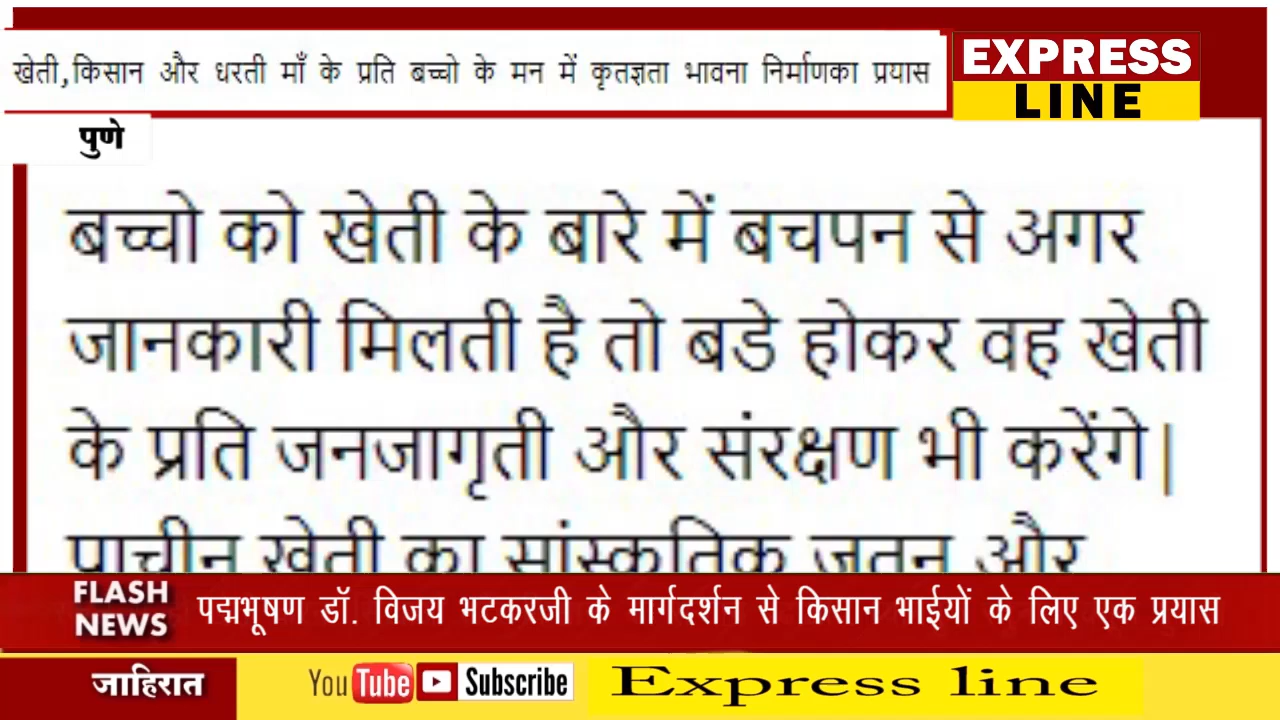 खेती,किसान और धरती माँ के प्रति बच्चो के मन में कृतज्ञता भावना निर्माणका प्रयास
EXPRESS
LINE
पुणे
बच्चो को खेती के बारे में बचपन से अगर
जानकारी मिलती है तो बडे होकर वह खेती
के प्रति जनजागृती और संरक्षण भी करेंगे|
प्राचीन खेती का सांस्कृतिक जतन और
FLASH
NEWS
पद्मभूषण डॉ. विजय भटकरजी के मार्गदर्शन से किसान भाईयों के लिए एक प्रयास
जाहिरात
YouTube Subscribe Express line